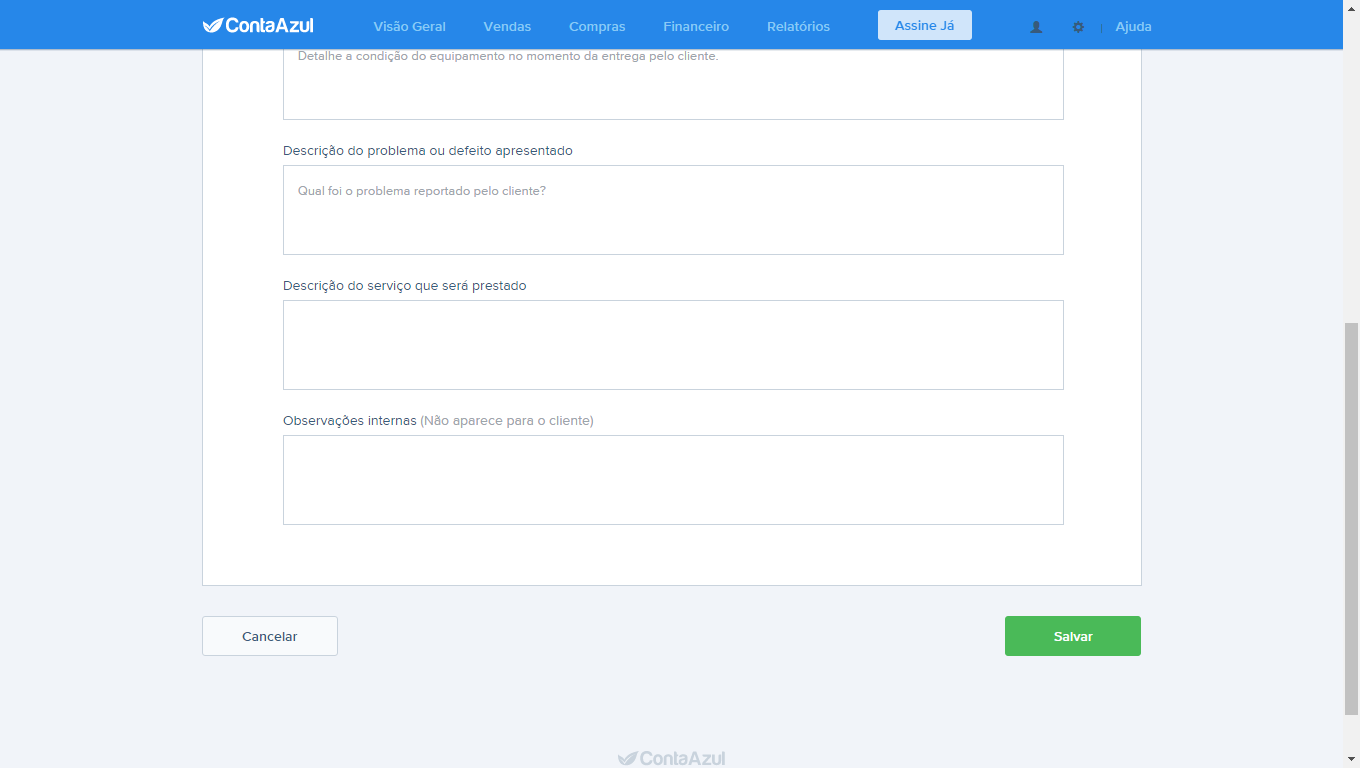 ContaAzul
Visão Geral Vendas Compras Financeiro Relatórios Assine Já Ajuda
Detalhe a condição do equipamento no momento da entrega pelo cliente.
Descrição do problema ou defeito apresentado
Qual foi o problema reportado pelo cliente?
Descrição do serviço que será prestado
Observações internas (Não aparece para o cliente)
Cancelar Salvar
ContaAzul